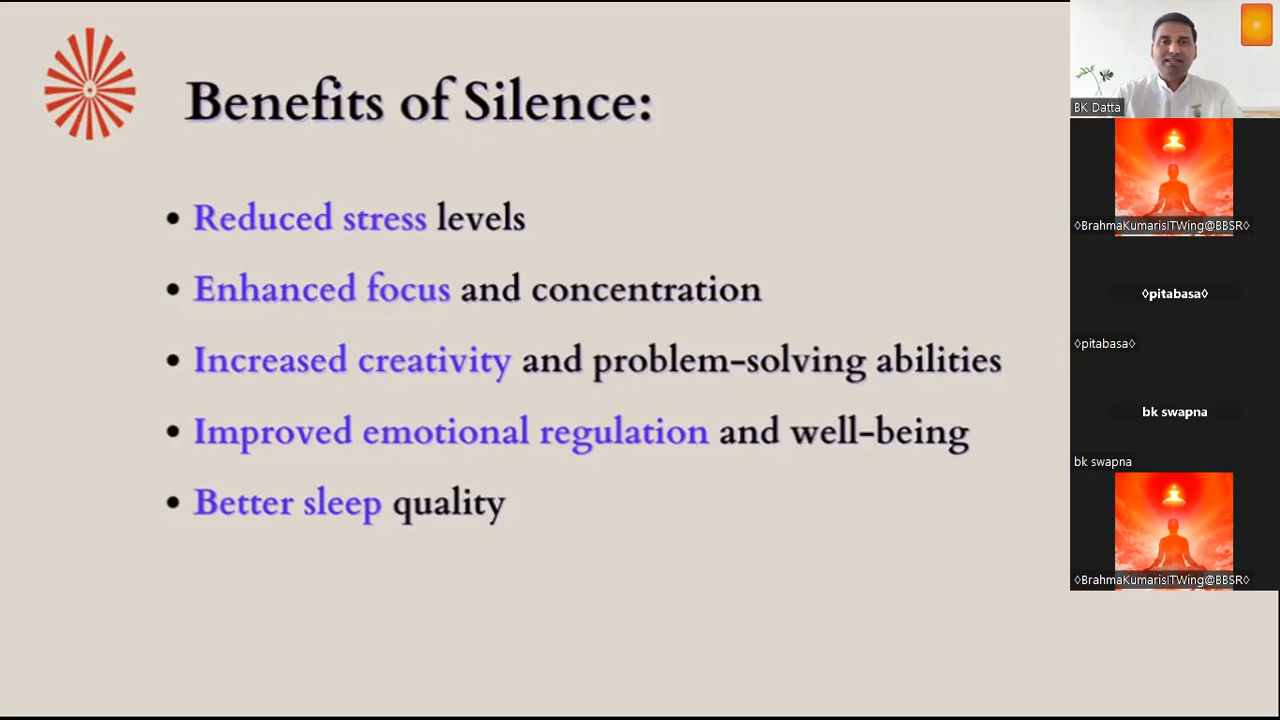 Benefits of Silence:
• Reduced stress levels
• Enhanced focus and concentration
• Increased creativity and problem-solving abilities
• Improved emotional regulation and well-being
• Better sleep quality
BK Datta
◊BrahmaKumarisITWing@BBSR◊
◊pitabasa◊
◊pitabasa◊
bk swapna
bk swapna
◊BrahmaKumarisITWing@BBSR◊